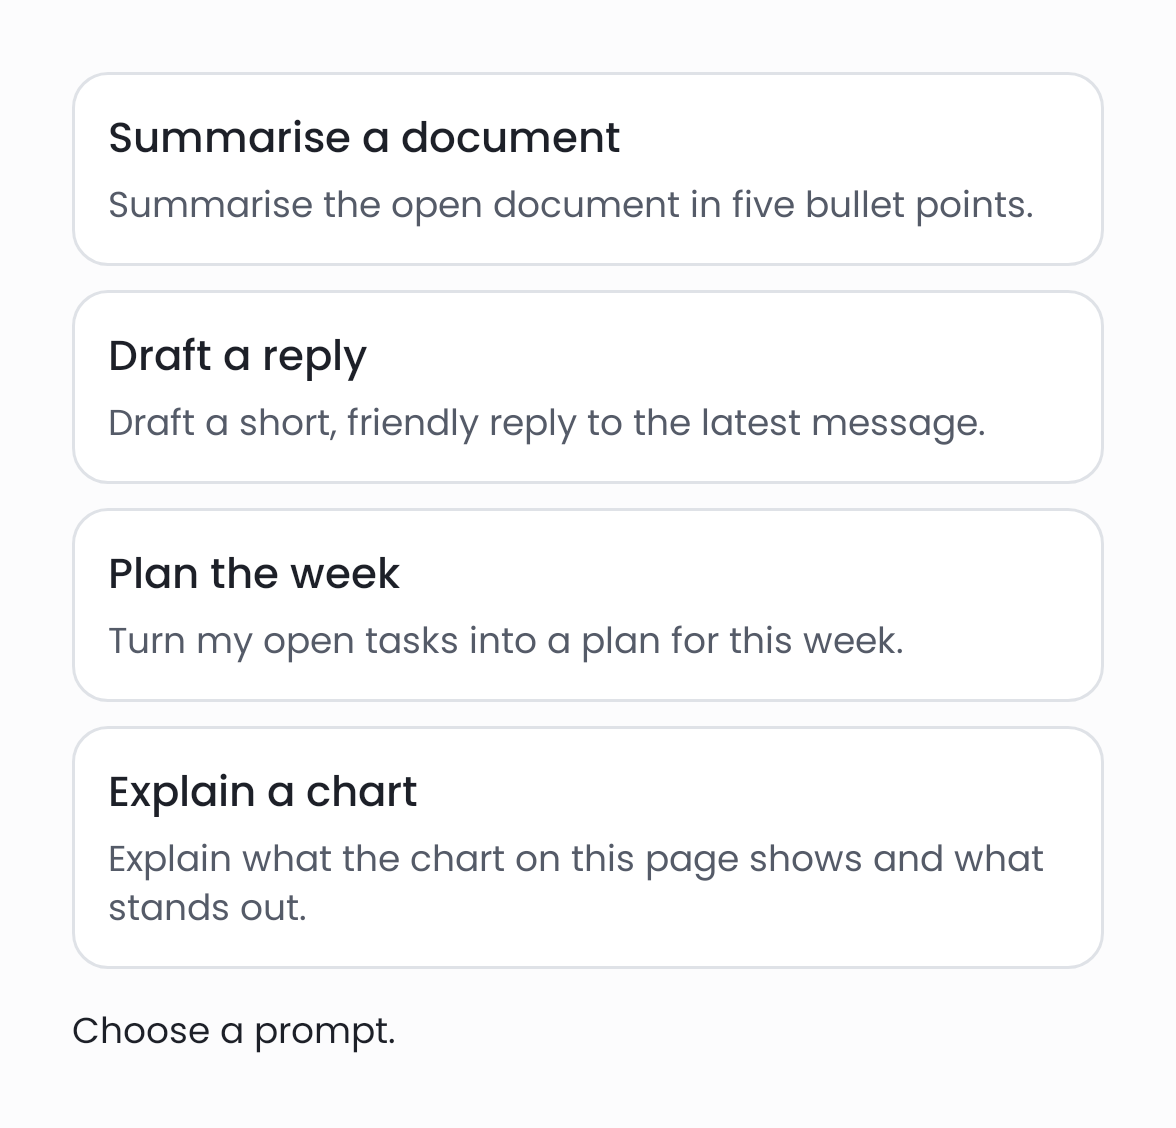 Summarise a document
Summarise the open document in five bullet points.
Draft a reply
Draft a short, friendly reply to the latest message.
Plan the week
Turn my open tasks into a plan for this week.
Explain a chart
Explain what the chart on this page shows and what
stands out.
Choose a prompt.